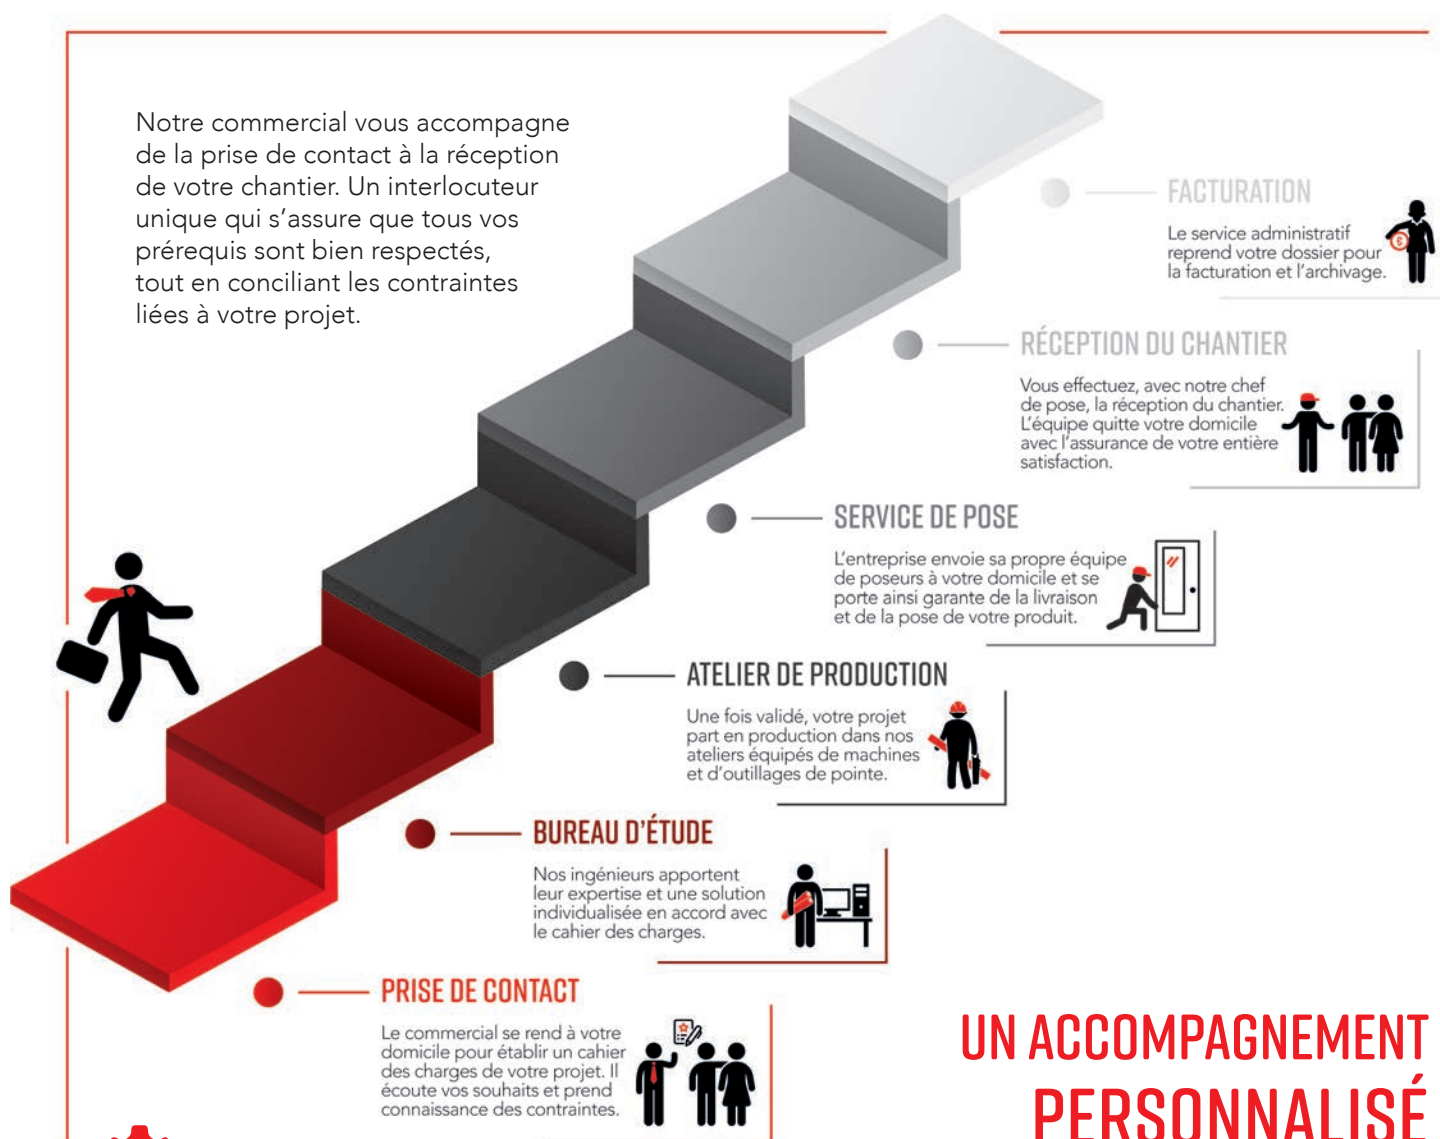 Notre commercial vous accompagne
de la prise de contact à la réception
de votre chantier. Un interlocuteur
unique qui s’assure que tous vos
prérequis sont bien respectés,
tout en conciliant les contraintes
liées à votre projet.
FACTURATION
Le service administratif
reprend votre dossier pour
la facturation et l’archivage.
RÉCEPTION DU CHANTIER
Vous effectuez, avec notre chef
de pose, la réception du chantier.
L’équipe quitte votre domicile
avec l’assurance de votre entière
satisfaction.
SERVICE DE POSE
L’entreprise envoie sa propre équipe
de poseurs à votre domicile et se
porte ainsi garante de la livraison
et de la pose de votre produit.
ATELIER DE PRODUCTION
Une fois validé, votre projet
part en production dans nos
ateliers équipés de machines
et d’outillages de pointe.
BUREAU D’ÉTUDE
Nos ingénieurs apportent
leur expertise et une solution
individualisée en accord avec
le cahier des charges.
PRISE DE CONTACT
Le commercial se rend à votre
domicile pour établir un cahier
des charges de votre projet. Il
écoute vos souhaits et prend
connaissance des contraintes.
UN ACCOMPAGNEMENT
PERSONNALISÉ